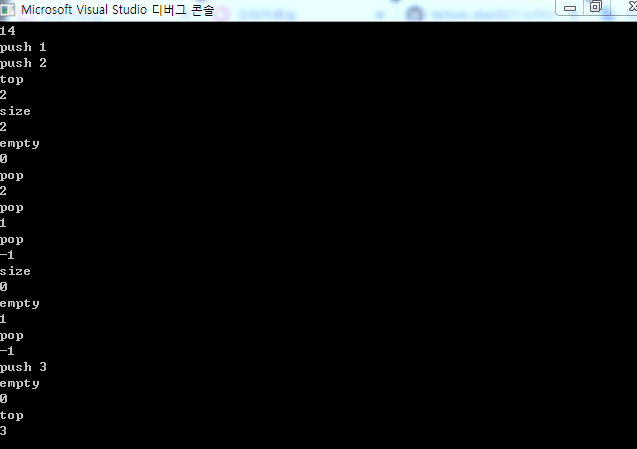 Microsoft Visual Studio 디버그 콘솔
14
push 1
push 2
top
2
size
2
empty
0
pop
2
pop
1
pop
-1
size
0
empty
1
pop
-1
push 3
empty
0
top
3